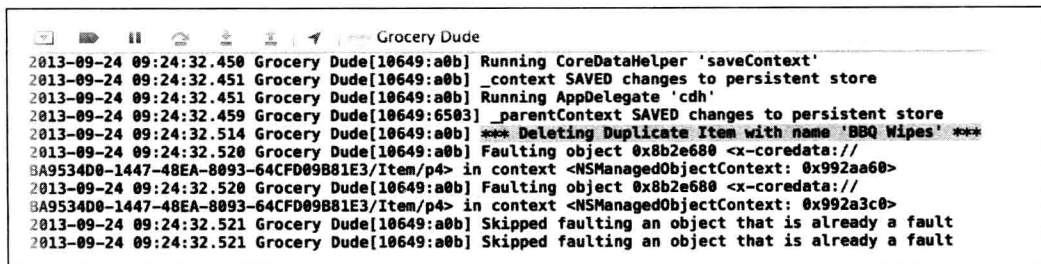 Grocery Dude
2013-09-24 09:24:32.450 Grocery Dude[10649:a0b] Running CoreDataHelper 'saveContext'
2013-09-24 09:24:32.451 Grocery Dude[10649:a0b] _context SAVED changes to persistent store
2013-09-24 09:24:32.451 Grocery Dude[10649:a0b] Running AppDelegate 'cdh'
2013-09-24 09:24:32.459 Grocery Dude[10649:6503] _parentContext SAVED changes to persistent store
2013-09-24 09:24:32.514 Grocery Dude[10649:a0b] *** Deleting Duplicate Item with name 'BBQ Wipes' ***
2013-09-24 09:24:32.520 Grocery Dude[10649:a0b] Faulting object 0x8b2e680 <x-coredata://
BA9534D0-1447-48EA-8093-64CFD09B81E3/Item/p4> in context <NSManagedObjectContext: 0x992aa60>
2013-09-24 09:24:32.520 Grocery Dude[10649:a0b] Faulting object 0x8b2e680 <x-coredata://
BA9534D0-1447-48EA-8093-64CFD09B81E3/Item/p4> in context <NSManagedObjectContext: 0x992a3c0>
2013-09-24 09:24:32.521 Grocery Dude[10649:a0b] Skipped faulting an object that is already a fault
2013-09-24 09:24:32.521 Grocery Dude[10649:a0b] Skipped faulting an object that is already a fault